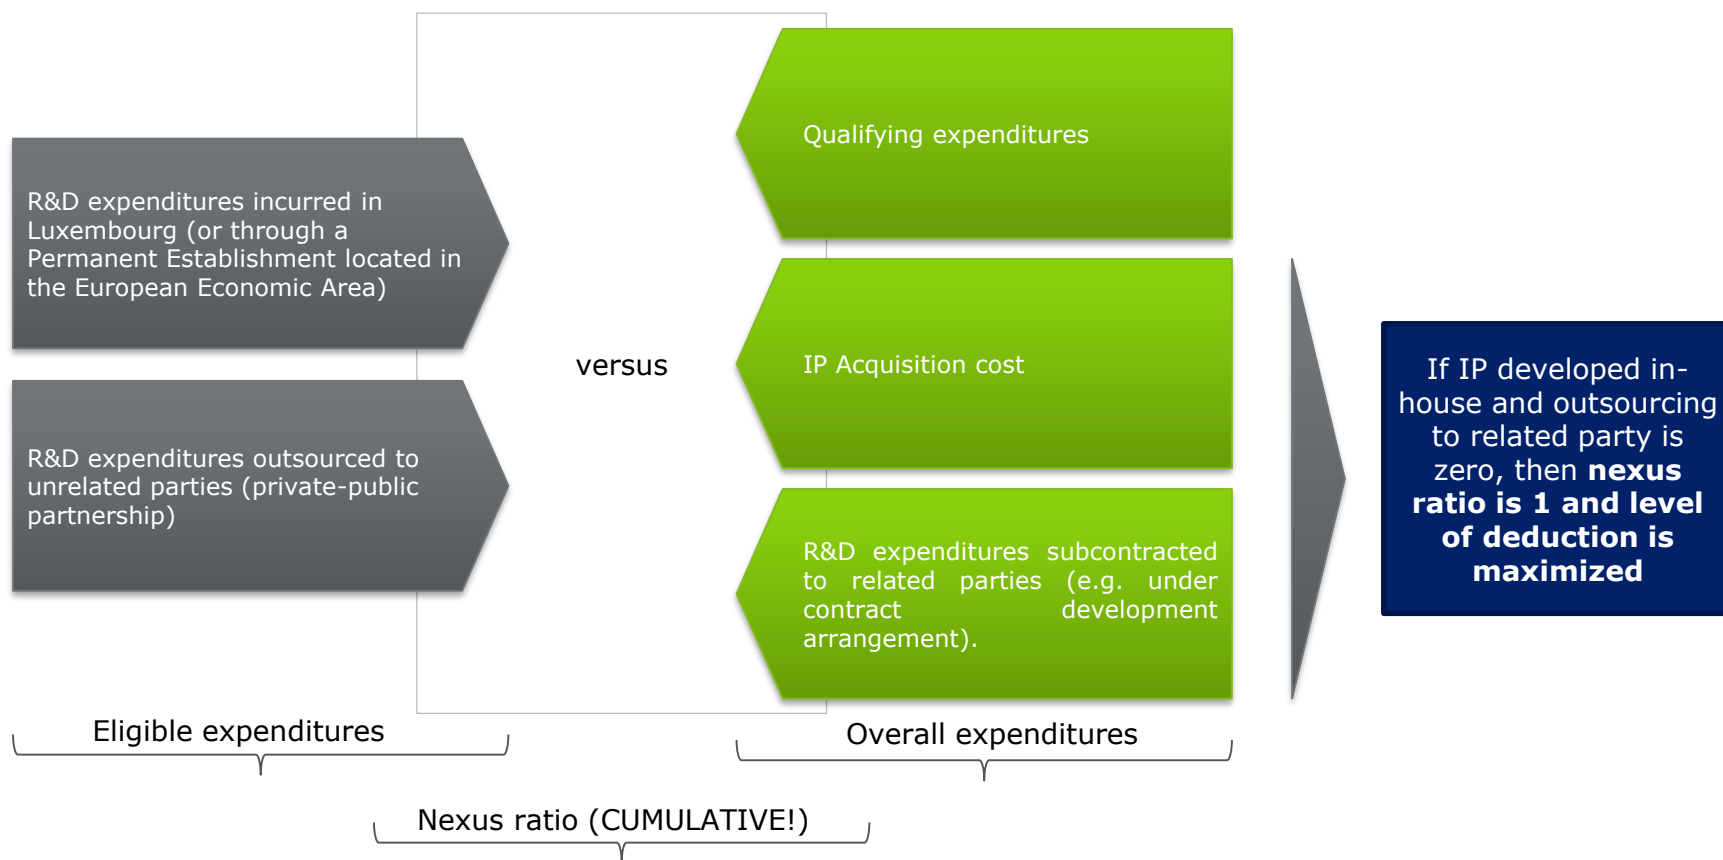 R&D expenditures incurred in
Luxembourg (or through a
Permanent Establishment located in
the European Economic Area)
R&D expenditures outsourced to
unrelated parties (private-public
partnership)
Eligible expenditures
versus
Qualifying expenditures
IP Acquisition cost
R&D expenditures subcontracted
to related parties (e.g. under
contract development
arrangement).
Overall expenditures
Nexus ratio (CUMULATIVE!)
If IP developed in-
house and outsourcing
to related party is
zero, then nexus
ratio is 1 and level
of deduction is
maximized